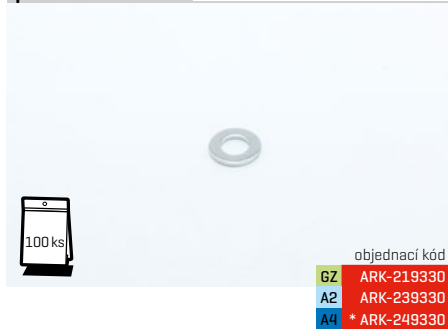 100 ks
objednací kód
GZ ARK-219330
A2 ARK-239330
A4 * ARK-249330